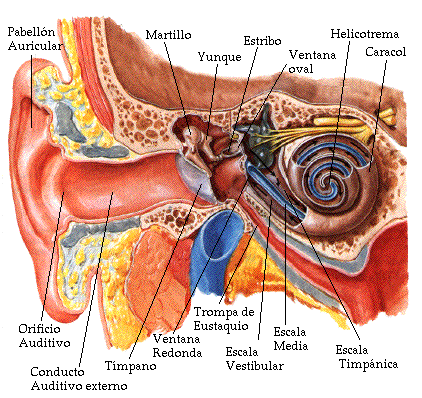 Pabellón
Auricular
Martillo
Yunque
Estribo
Ventana
oval
Helicotrema
Caracol
Orificio
Auditivo
Conducto
Auditivo externo
Tímpano
Ventana
Redonda
Trompa de
Eustaquio
Escala
Vestibular
Escala
Media
Escala
Timpánica